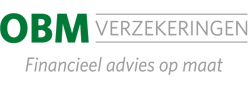 OBM VERZEKERINGEN
Financieel advies op maat